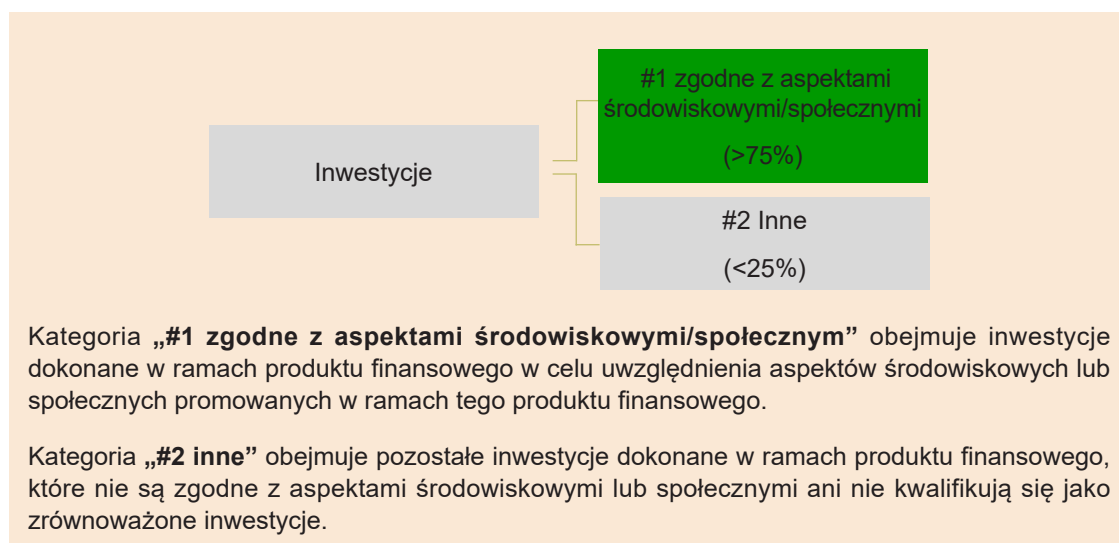 #1 zgodne z aspektami
środowiskowymi/społecznymi
(>75%)
Inwestycje
#2 Inne
(<25%)
Kategoria „#1 zgodne z aspektami środowiskowymi/społecznym” obejmuje inwestycje
dokonane w ramach produktu finansowego w celu uwzględnienia aspektów środowiskowych lub
społecznych promowanych w ramach tego produktu finansowego.
Kategoria „#2 inne” obejmuje pozostałe inwestycje dokonane w ramach produktu finansowego,
które nie są zgodne z aspektami środowiskowymi lub społecznymi ani nie kwalifikują się jako
zrównoważone inwestycje.